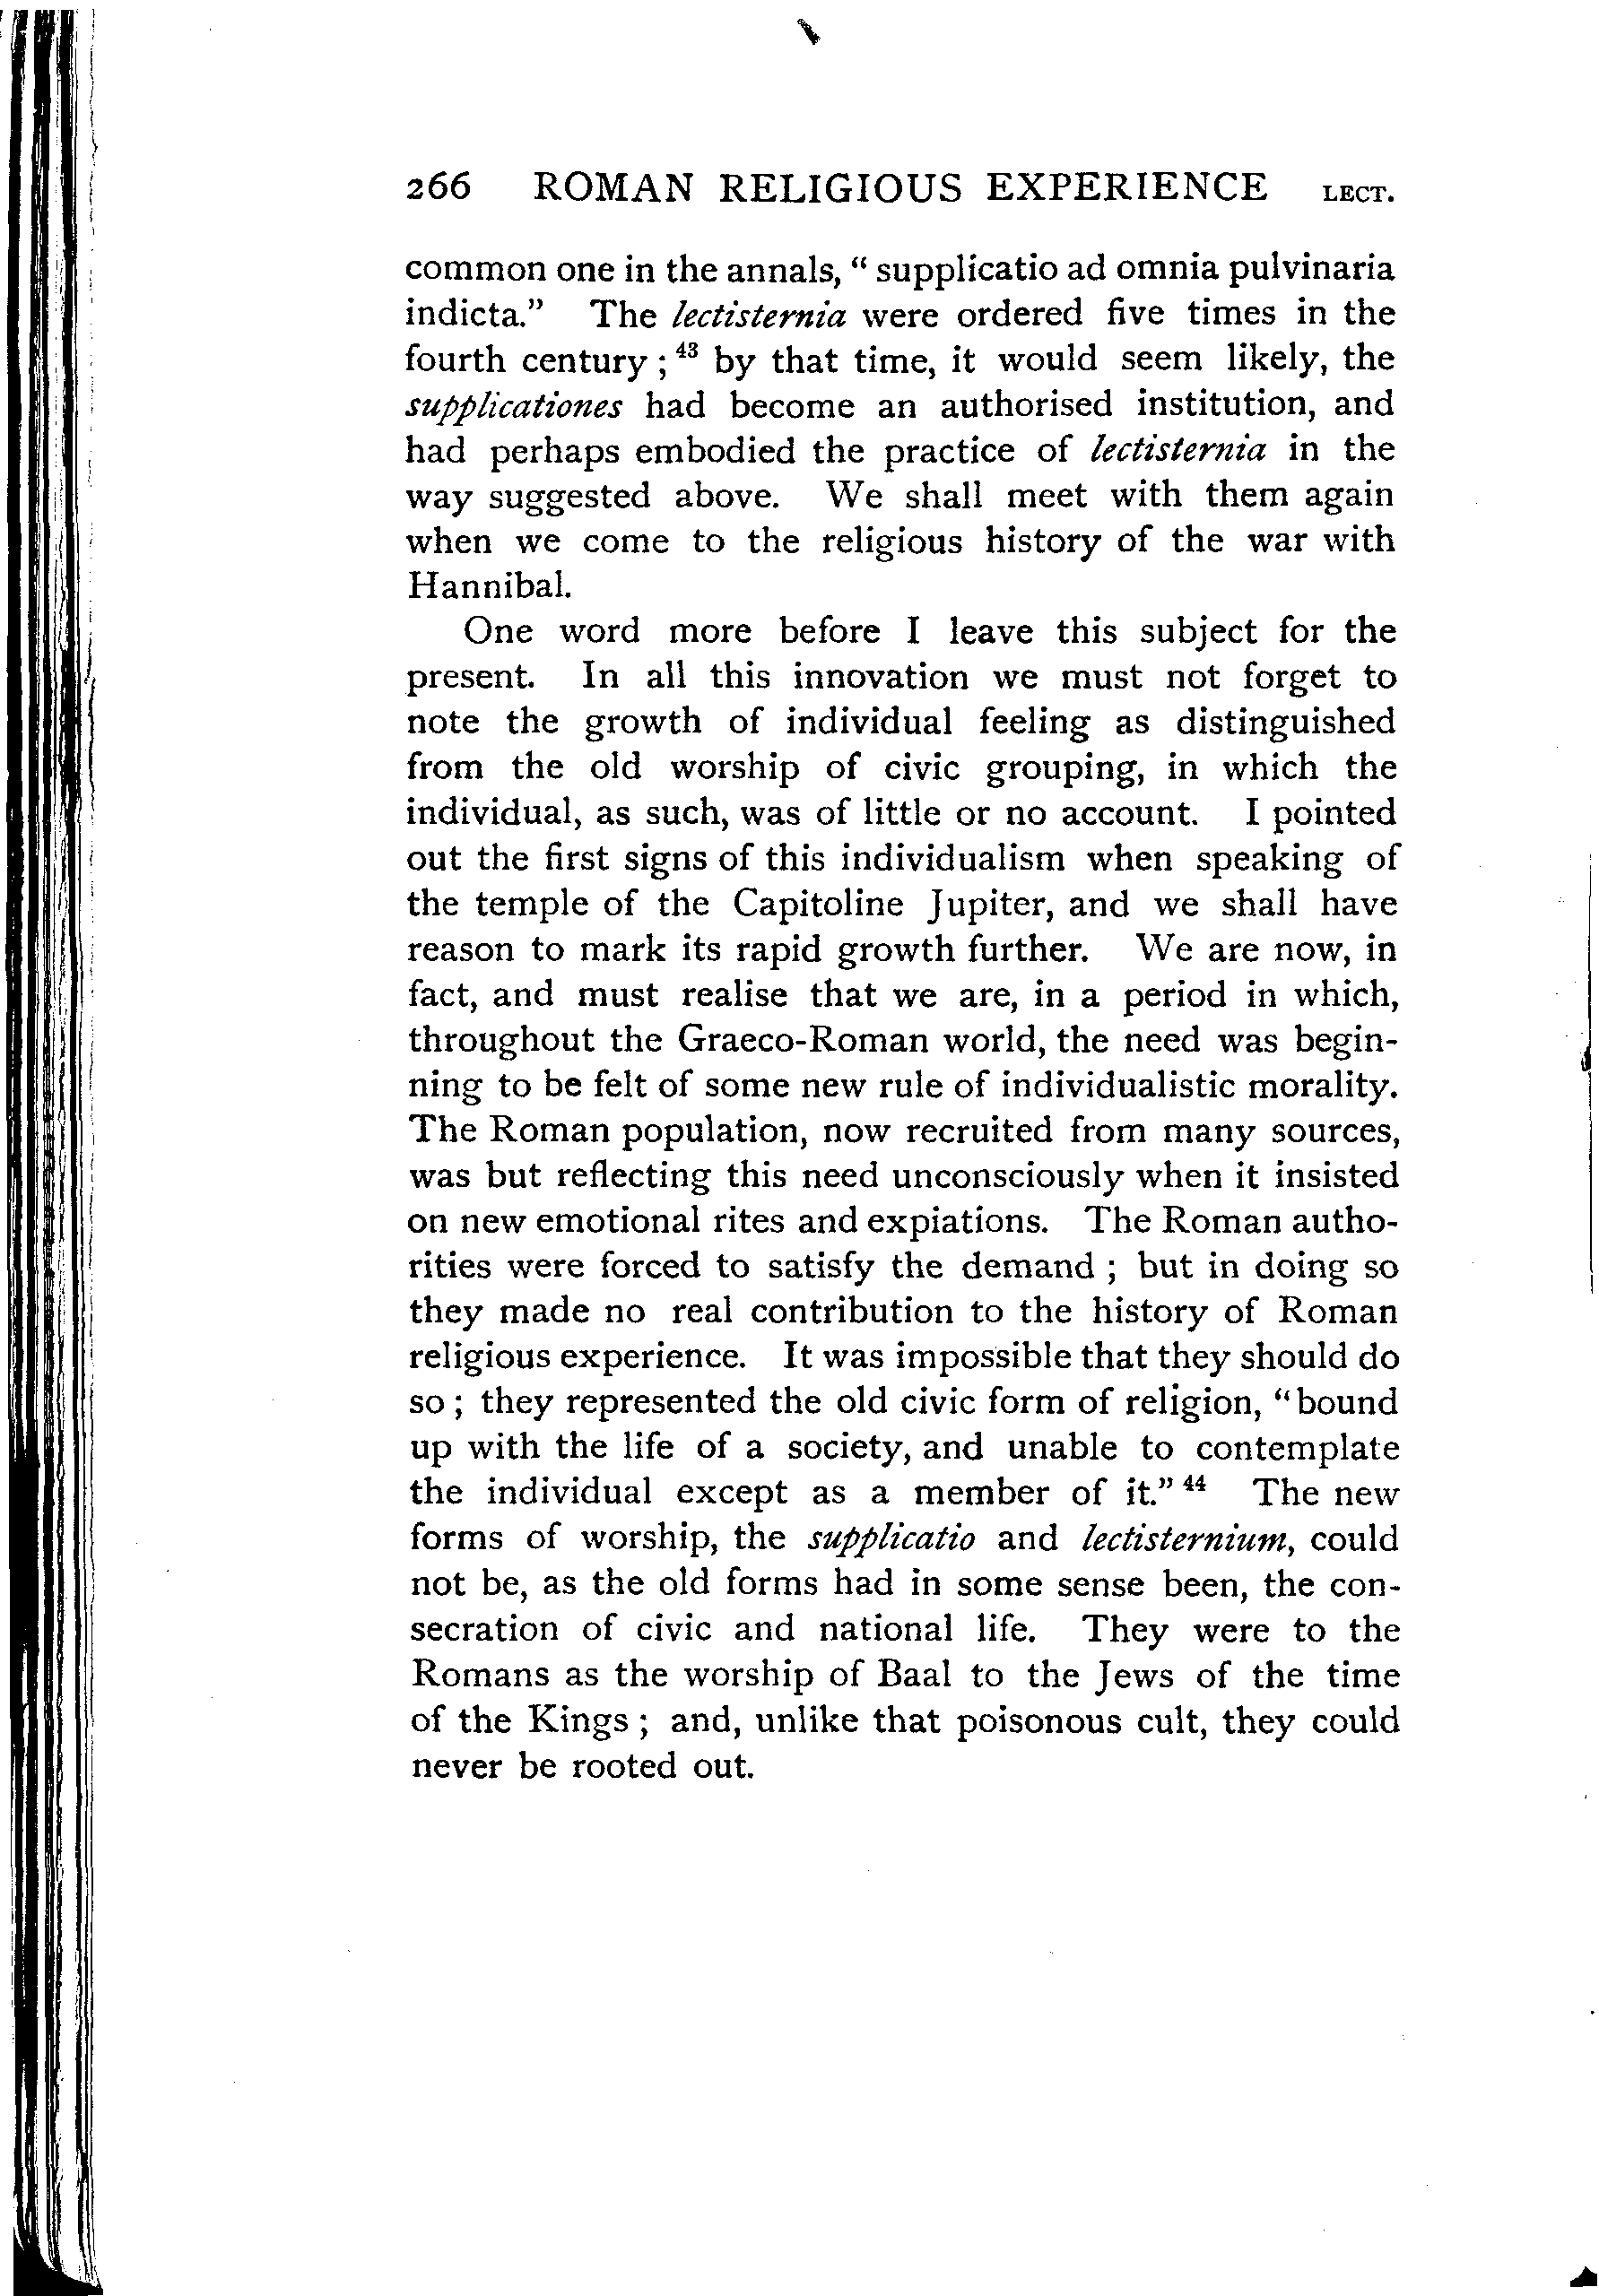 266 ROMAN RELIGIOUS EXPERIENCE LECT.
common one in the annals, “ supplicatio ad omnia pulvinaria
indicta.” The lectisternia were ordered five times in the
fourth century ; 43 by that time, it would seem likely, the
supplicationes had become an authorised institution, and
had perhaps embodied the practice of lectisternia in the
way suggested above. We shall meet with them again
when we come to the religious history of the war with
Hannibal.
One word more before I leave this subject for the
present. In all this innovation we must not forget to
note the growth of individual feeling as distinguished
from the old worship of civic grouping, in which the
individual, as such, was of little or no account. I pointed
out the first signs of this individualism when speaking of
the temple of the Capitoline Jupiter, and we shall have
reason to mark its rapid growth further. We are now, in
fact, and must realise that we are, in a period in which,
throughout the Graeco-Roman world, the need was begin-
ning to be felt of some new rule of individualistic morality.
The Roman population, now recruited from many sources,
was but reflecting this need unconsciously when it insisted
on new emotional rites and expiations. The Roman autho-
rities were forced to satisfy the demand ; but in doing so
they made no real contribution to the history of Roman
religious experience. It was impossible that they should do
so ; they represented the old civic form of religion, “bound
up with the life of a society, and unable to contemplate
the individual except as a member of it.” 44 The new
forms of worship, the supplicatio and lectisternium, could
not be, as the old forms had in some sense been, the con-
secration of civic and national life. They were to the
Romans as the worship of Baal to the Jews of the time
of the Kings ; and, unlike that poisonous cult, they could
never be rooted out.